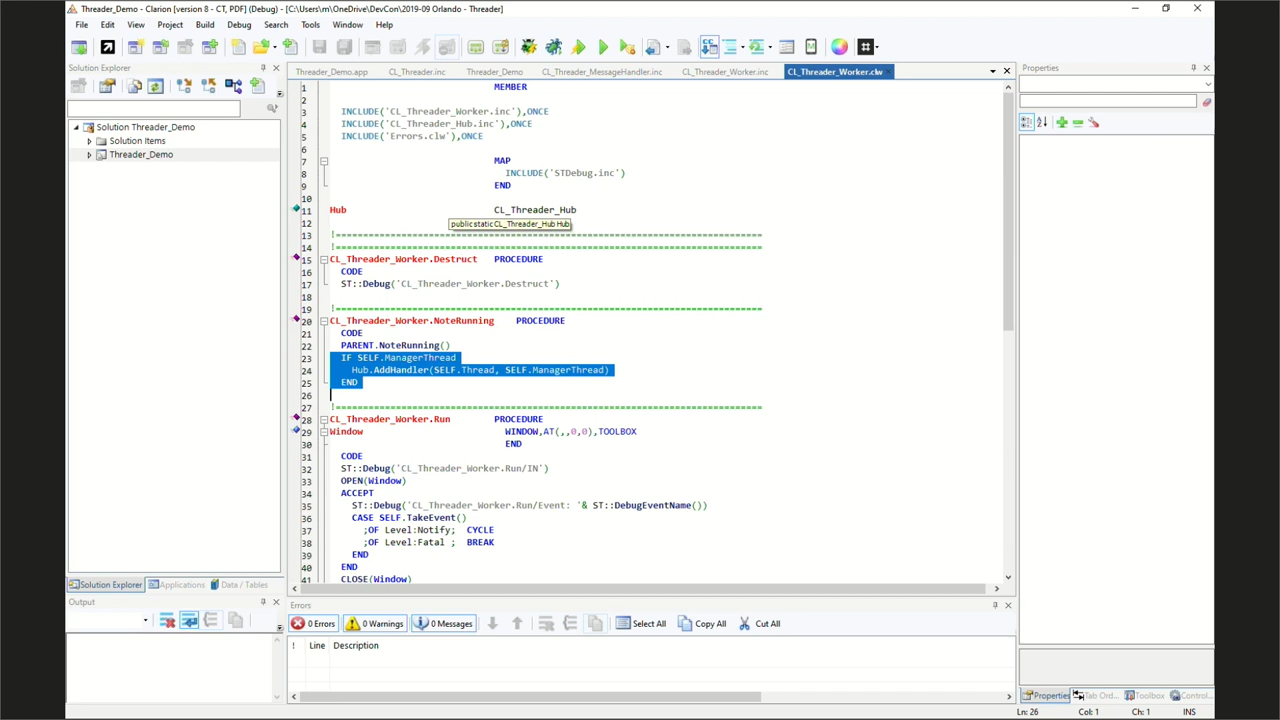 Threader_Demo - Clarion [version 8 - CT, PDF] (Debug) - [C:\Users\m\OneDrive\DevCon\2019-09 Orlando - Threader]
File Edit View Project Build Debug Search Tools Window Help
Solution Explorer
Threader_Demo.app CL_Threader.inc Threader_Demo CL_Threader_MessageHandler.inc CL_Threader_Worker.inc CL_Threader_Worker.clw
Properties
Solution Threader_Demo
Solution Items
Threader_Demo
1 MEMBER
2
3 INCLUDE('CL_Threader_Worker.inc'),ONCE
4 INCLUDE('CL_Threader_Hub.inc'),ONCE
5 INCLUDE('Errors.clw'),ONCE
6
7 MAP
8 INCLUDE('STDebug.inc')
9 END
10
11 Hub CL_Threader_Hub
12
public static CL_Threader_Hub Hub
13 !==============================================================================
14 !==============================================================================
15 CL_Threader_Worker.Destruct PROCEDURE
16 CODE
17 ST::Debug('CL_Threader_Worker.Destruct')
18
19 !==============================================================================
20 CL_Threader_Worker.NoteRunning PROCEDURE
21 CODE
22 PARENT.NoteRunning()
23 IF SELF.ManagerThread
24 Hub.AddHandler(SELF.Thread, SELF.ManagerThread)
25 END
26
27 !==============================================================================
28 CL_Threader_Worker.Run PROCEDURE
29 Window WINDOW,AT(,,0,0),TOOLBOX
30 END
31 CODE
32 ST::Debug('CL_Threader_Worker.Run/IN')
33 OPEN(Window)
34 ACCEPT
35 ST::Debug('CL_Threader_Worker.Run/Event: '& ST::DebugEventName())
36 CASE SELF.TakeEvent()
37 ;OF Level:Notify; CYCLE
38 ;OF Level:Fatal ; BREAK
39 END
40 END
41 CLOSE(Window)
Solution Explorer Applications Data / Tables
Output
Errors
0 Errors 0 Warnings 0 Messages Select All Copy All Cut All
! Line Description
Properties Tab Ord... Toolbox Control...
Ln: 26 Col: 1 Ch: 1 INS